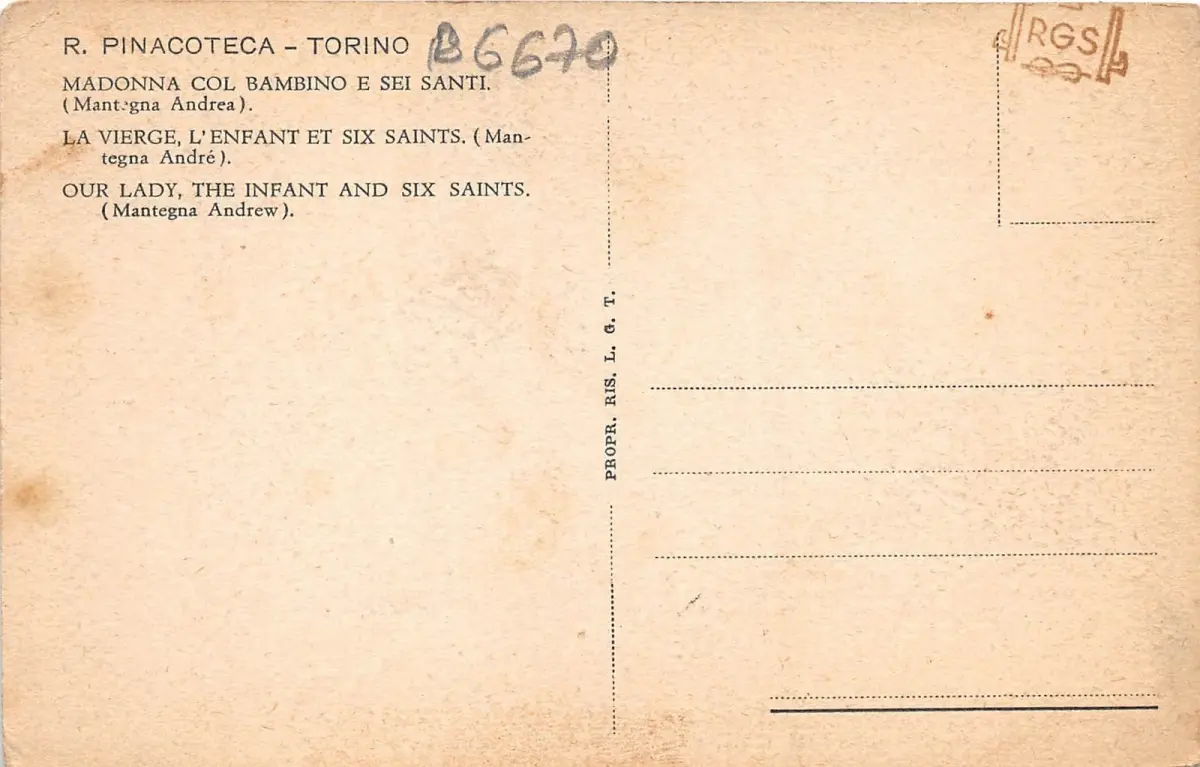 R. PINACOTECA - TORINO
B6670
RGS
MADONNA COL BAMBINO E SEI SANTI.
(Mantegna Andrea).
LA VIERGE, L'ENFANT ET SIX SAINTS. (Man-
tegna André).
OUR LADY, THE INFANT AND SIX SAINTS.
(Mantegna Andrew).
PROPR. RIS. L. G. T.